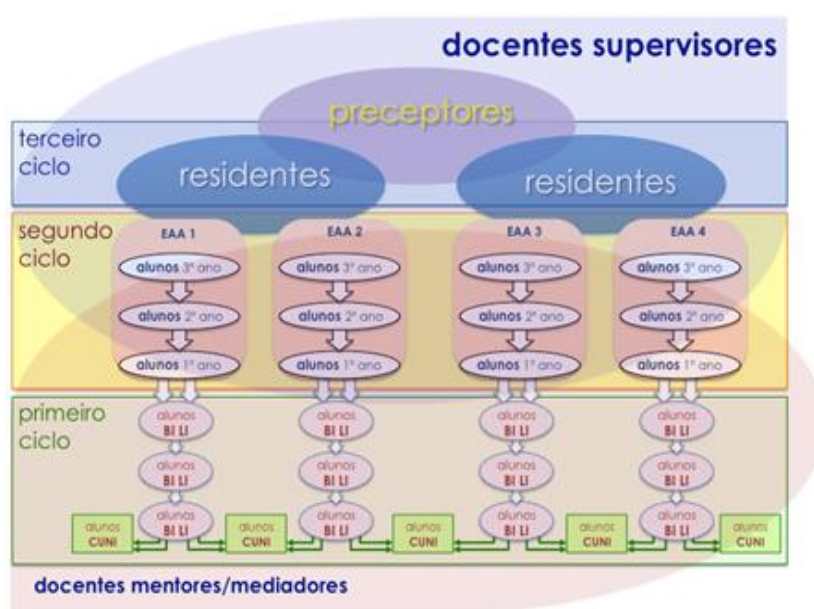 docentes supervisores
preceptores
terceiro
ciclo
residentes
residentes
segundo
ciclo
EAA 1
EAA 2
EAA 3
EAA 4
alunos 3º ano
alunos 3º ano
alunos 3º ano
alunos 3º ano
alunos 2º ano
alunos 2º ano
alunos 2º ano
alunos 2º ano
alunos 1º ano
alunos 1º ano
alunos 1º ano
alunos 1º ano
primeiro
ciclo
alunos
BI LI
alunos
BI LI
alunos
BI LI
alunos
BI LI
alunos
BI LI
alunos
BI LI
alunos
BI LI
alunos
BI LI
alunos
CUNI
alunos
BI LI
alunos
CUNI
alunos
BI LI
alunos
CUNI
alunos
BI LI
alunos
CUNI
alunos
BI LI
alunos
CUNI
docentes mentores/mediadores